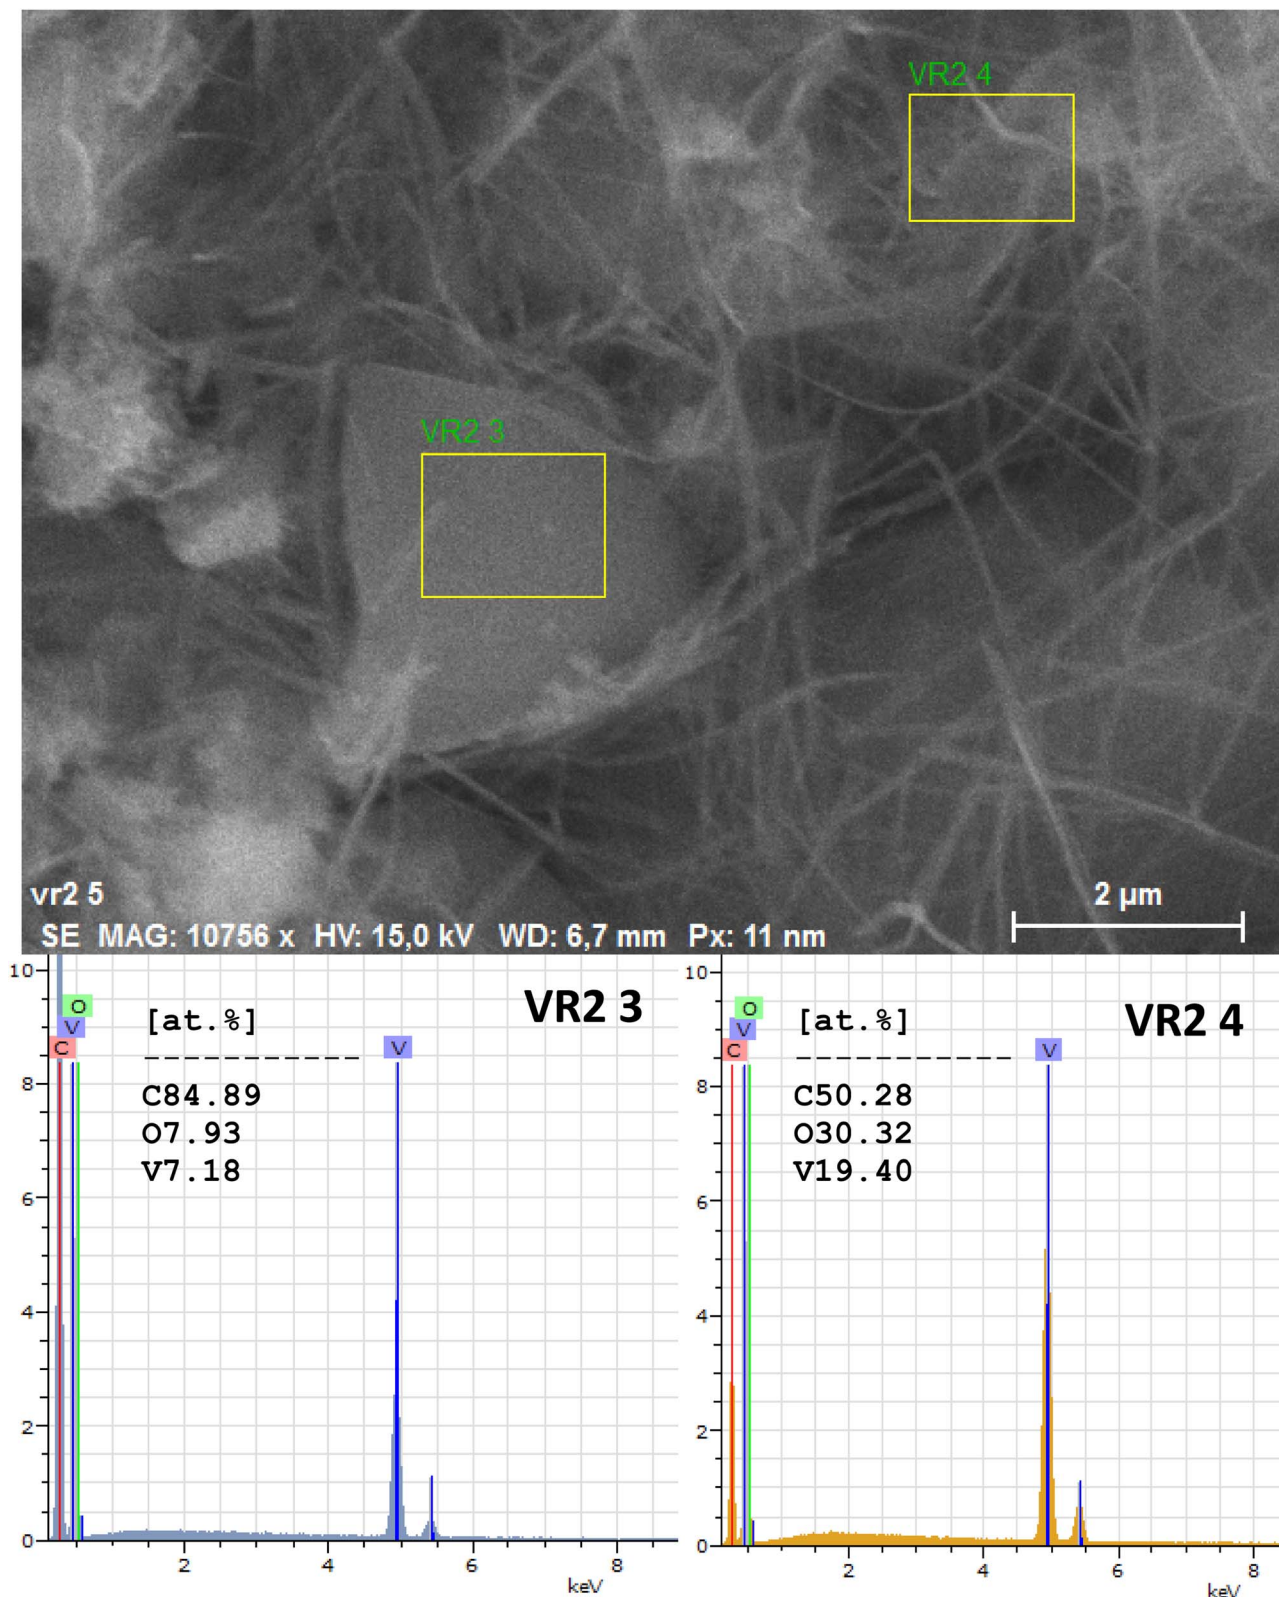 VR2 4
VR2 3
vr2 5
2 µm
SE MAG: 10756 x HV: 15,0 kV WD: 6,7 mm Px: 11 nm
VR2 3
[at.%]
------------
C84.89
O7.93
V7.18
O
V
C
V
10
8
6
4
2
0
2
4
6
8
keV
VR2 4
[at.%]
------------
C50.28
O30.32
V19.40
O
V
C
V
10
8
6
4
2
0
2
4
6
8
keV